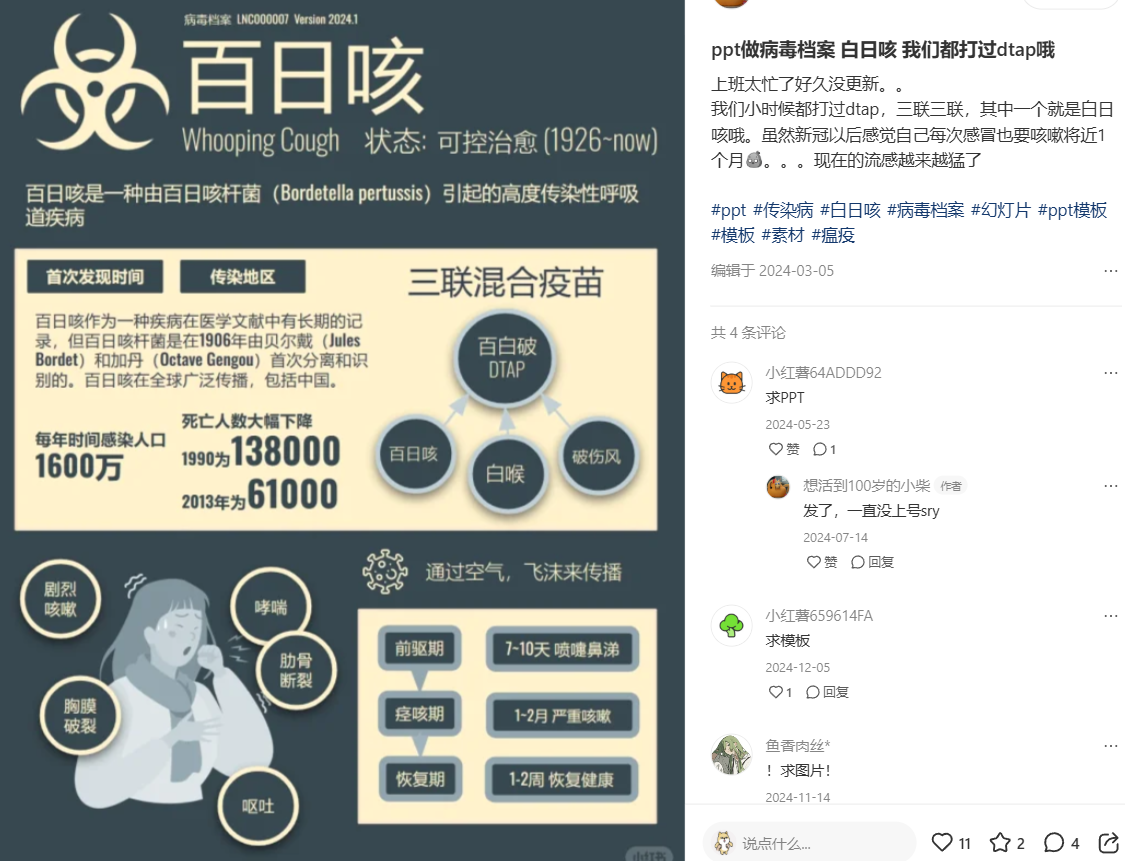 病毒档案 LNC000007 Version 2024.1
百日咳
Whooping Cough 状态: 可控治愈 (1926~now)
百日咳是一种由百日咳杆菌（Bordetella pertussis）引起的高度传染性呼吸
道疾病
首次发现时间
传染地区
百日咳作为一种疾病在医学文献中有长期的记
录，但百日咳杆菌是在1906年由贝尔戴（Jules
Bordet）和加丹（Octave Gengou）首次分离和识
别的。百日咳在全球广泛传播，包括中国。
每年时间感染人口
1600万
死亡人数大幅下降
1990为138000
2013年为61000
三联混合疫苗
百白破
DTAP
百日咳
白喉
破伤风
剧烈
咳嗽
哮喘
肋骨
断裂
胸膜
破裂
呕吐
通过空气，飞沫来传播
前驱期
7-10天 喷嚏鼻涕
痉咳期
1-2月 严重咳嗽
恢复期
1-2周 恢复健康
小红书
ppt做病毒档案 白日咳 我们都打过dtap哦
上班太忙了好久没更新。。
我们小时候都打过dtap，三联三联，其中一个就是白日
咳哦。虽然新冠以后感觉自己每次感冒也要咳嗽将近1
个月。。。现在的流感越来越猛了
#ppt #传染病 #白日咳 #病毒档案 #幻灯片 #ppt模板
#模板 #素材 #瘟疫
编辑于 2024-03-05
共 4 条评论
小红薯64ADDD92
求PPT
2024-05-23
赞 1
想活到100岁的小柴 作者
发了，一直没上号sry
2024-07-14
赞 回复
小红薯659614FA
求模板
2024-12-05
1 回复
鱼香肉丝*
！求图片！
2024-11-14
说点什么...
11 2 4